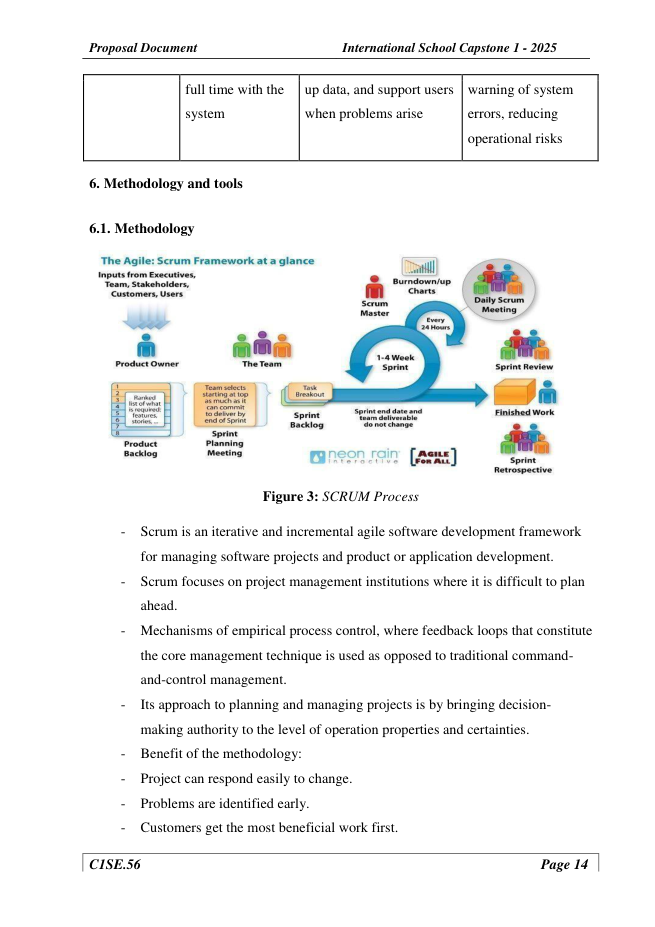 Proposal Document International School Capstone 1 - 2025
full time with the
system
up data, and support users
when problems arise
warning of system
errors, reducing
operational risks
6. Methodology and tools
6.1. Methodology
The Agile: Scrum Framework at a glance
Inputs from Executives,
Team, Stakeholders,
Customers, Users
Product Owner
The Team
1
2
3
4
5
6
7
8
Ranked
list of what
is required:
features,
stories, ...
Product
Backlog
Team selects
starting at top
as much as it
can commit
to deliver by
end of Sprint
Sprint
Planning
Meeting
Task
Breakout
Sprint
Backlog
Scrum
Master
Burndown/up
Charts
Every
24 Hours
1-4 Week
Sprint
Sprint end date and
team deliverable
do not change
Daily Scrum
Meeting
Sprint Review
Finished Work
Sprint
Retrospective
neon rain
interactive
AGILE
FOR ALL
Figure 3: SCRUM Process
- Scrum is an iterative and incremental agile software development framework
for managing software projects and product or application development.
- Scrum focuses on project management institutions where it is difficult to plan
ahead.
- Mechanisms of empirical process control, where feedback loops that constitute
the core management technique is used as opposed to traditional command-
and-control management.
- Its approach to planning and managing projects is by bringing decision-
making authority to the level of operation properties and certainties.
- Benefit of the methodology:
- Project can respond easily to change.
- Problems are identified early.
- Customers get the most beneficial work first.
C1SE.56 Page 14